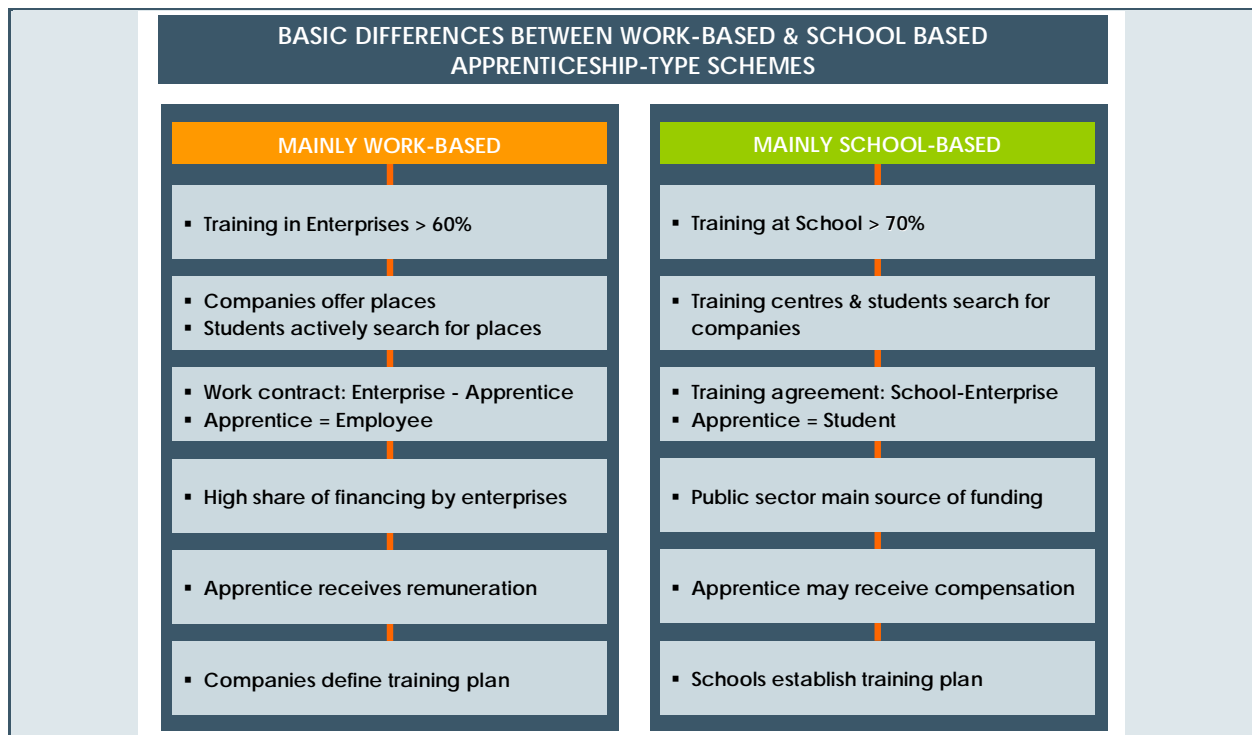 BASIC DIFFERENCES BETWEEN WORK-BASED & SCHOOL BASED
APPRENTICESHIP-TYPE SCHEMES
MAINLY WORK-BASED
▪ Training in Enterprises > 60%
▪ Companies offer places
▪ Students actively search for places
▪ Work contract: Enterprise - Apprentice
▪ Apprentice = Employee
▪ High share of financing by enterprises
▪ Apprentice receives remuneration
▪ Companies define training plan
MAINLY SCHOOL-BASED
▪ Training at School > 70%
▪ Training centres & students search for
companies
▪ Training agreement: School-Enterprise
▪ Apprentice = Student
▪ Public sector main source of funding
▪ Apprentice may receive compensation
▪ Schools establish training plan